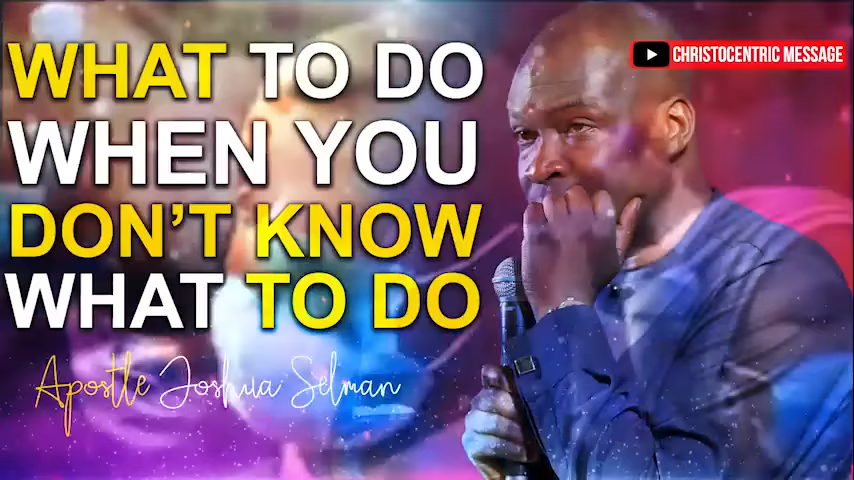 CHRISTOCENTRIC MESSAGE
WHAT TO DO
WHEN YOU
DON'T KNOW
WHAT TO DO
Apostle Joshua Selman